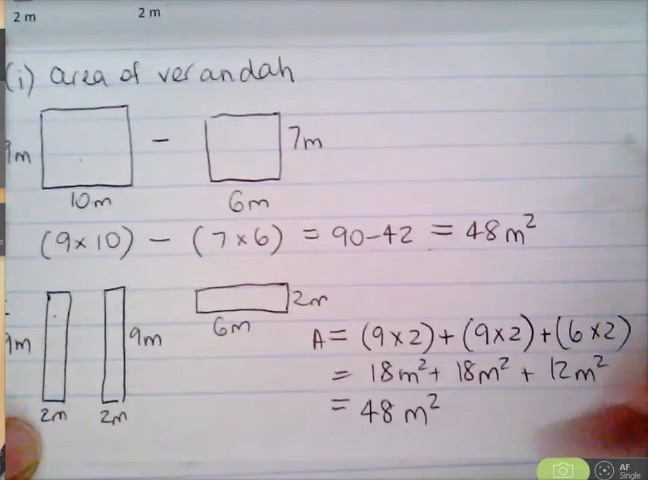 2 m 2 m
(i) area of verandah
9m - 7m
10m 6m
(9 x 10) - (7 x 6) = 90-42 = 48 m²
9m 9m 2m
6m
2m 2m
A = (9 x 2) + (9 x 2) + (6 x 2)
= 18m² + 18m² + 12m²
= 48 m²
AF
Single